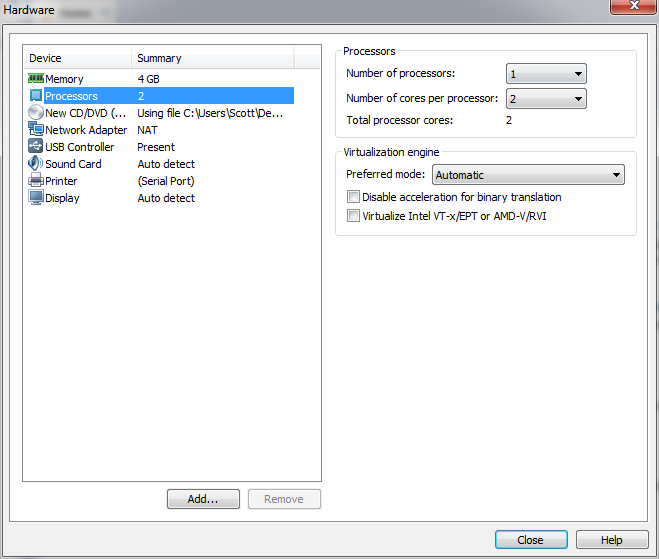 Hardware
Device Summary
Memory 4 GB
Processors 2
New CD/DVD (... Using file C:\Users\Scott\De...
Network Adapter NAT
USB Controller Present
Sound Card Auto detect
Printer (Serial Port)
Display Auto detect
Add... Remove
Processors
Number of processors: 1
Number of cores per processor: 2
Total processor cores: 2
Virtualization engine
Preferred mode: Automatic
Disable acceleration for binary translation
Virtualize Intel VT-x/EPT or AMD-V/RVI
Close Help